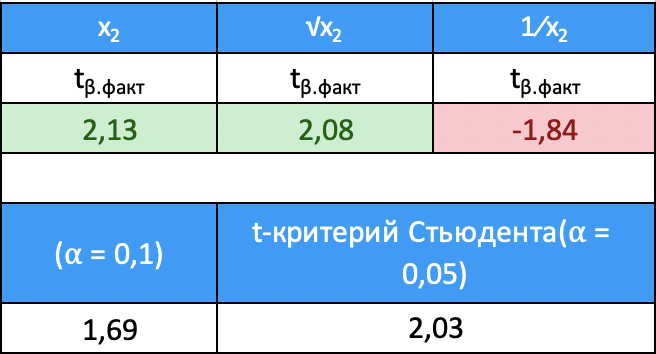 x₂ √x₂ 1/x₂
tβ.факт tβ.факт tβ.факт
2,13 2,08 -1,84
(α = 0,1) t-критерий Стьюдента(α =
0,05)
1,69 2,03